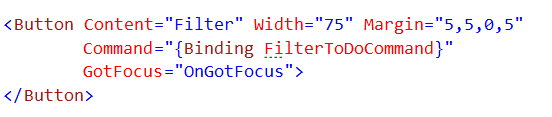 <Button Content="Filter" Width="75" Margin="5,5,0,5"
Command="{Binding FilterToDoCommand}"
GotFocus="OnGotFocus">
</Button>